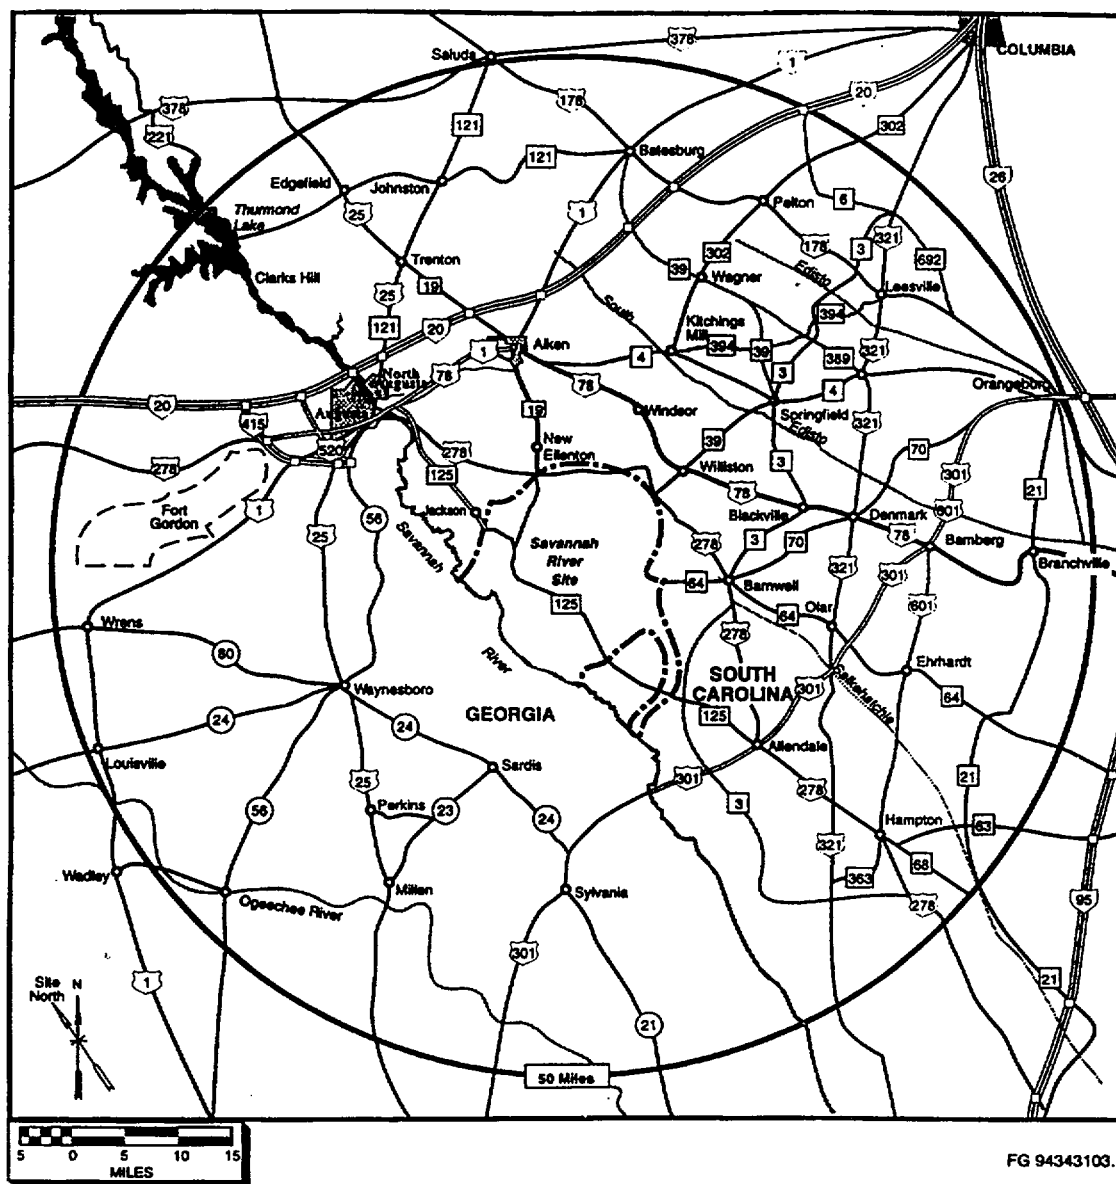 378
Saluda
COLUMBIA
1
20
178
378
221
121
302
121
Batesburg
26
Edgefield
Johnston
Thurmond
Lake
25
1
Pelton
6
178
3
321
302
692
Trenton
39
Wagner
Edisto
Clarks Hill
25
19
Leesville
South
121
20
Kitchings
Mill
394
394
1
Aiken
4
39
389
321
North
Augusta
78
3
4
Orangeburg
20
78
Augusta
19
Windsor
Springfield
415
Edisto
321
39
70
New
Ellenton
520
278
278
125
Williston
3
301
21
78
1
Fort
Gordon
56
Jackson
Blackville
Denmark
601
25
Savannah
Savannah
River
Site
278
3
70
78
Bamberg
Branchville
321
301
64
Barnwell
125
601
Wrens
64
Olar
278
80
River
SOUTH
CAROLINA
Ehrhardt
Waynesboro
301
Salkehatchie
64
24
GEORGIA
125
24
Allendale
Louisville
Sardis
301
25
278
21
56
Perkins
23
24
3
Hampton
63
321
Wadley
68
Millen
363
Sylvania
278
95
Ogeechee River
301
1
21
Site
North
N
21
50 Miles
5 0 5 10 15
MILES
FG 94343103.